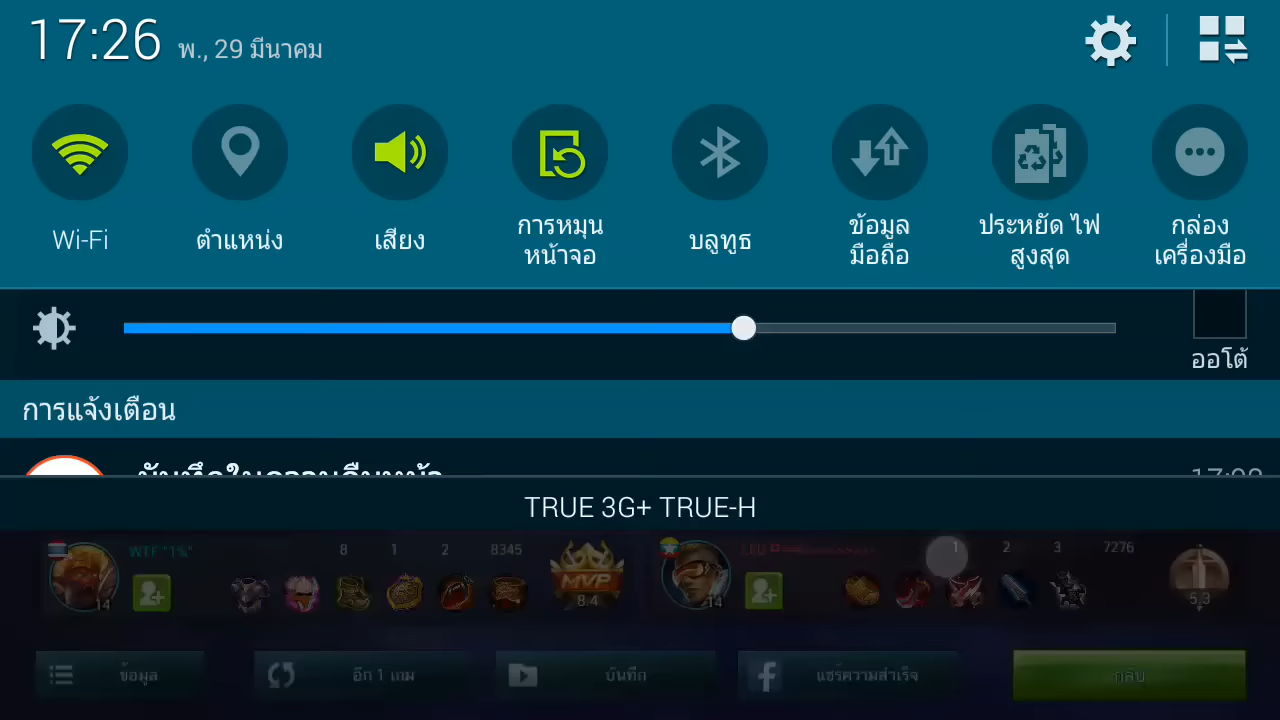 17:26 พ., 29 มีนาคม
Wi-Fi
ตำแหน่ง
เสียง
การหมุน
หน้าจอ
บลูทูธ
ข้อมูล
มือถือ
ประหยัด ไฟ
สูงสุด
กล่อง
เครื่องมือ
ออโต้
การแจ้งเตือน
TRUE 3G+ TRUE-H
WTF "1%" 8 1 2 8345
1 2 3 7276
14
MVP
8.4
14
5.3
ข้อมูล
อีก 1 เกม
บันทึก
แชร์ความสำเร็จ
กลับ